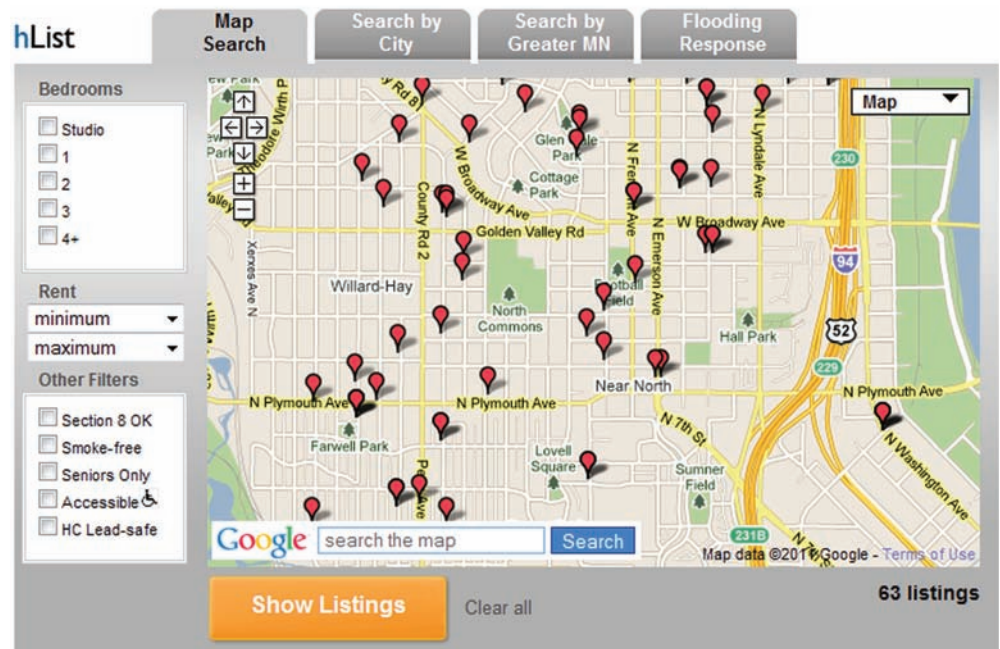 hList
Map
Search
Search by
City
Search by
Greater MN
Flooding
Response
Bedrooms
Studio
1
2
3
4+
Rent
minimum
maximum
Other Filters
Section 8 OK
Smoke-free
Seniors Only
Accessible
HC Lead-safe
Map
Park
County Rd 2
W Broadway Ave
Cottage
Park
Golden Valley Rd
Xerxes Ave N
Willard-Hay
North
Commons
N Emerson Ave
W Broadway Ave
N Lyndale Ave
230
94
52
229
Hall Park
Near North
N Plymouth Ave
N Plymouth Ave
N Plymouth Ave
N 7th St
Farwell Park
Lovell
Square
Sumner
Field
N Washington Ave
231B
Google
search the map
Search
Map data ©2011 Google - Terms of Use
Show Listings
Clear all
63 listings